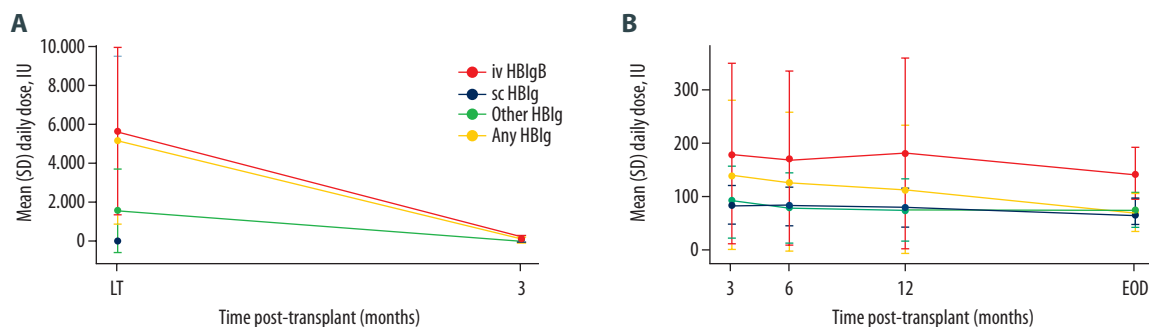 A
Mean (SD) daily dose, IU
10.000
8.000
6.000
4.000
2.000
0
LT
3
Time post-transplant (months)
iv HBIgB
sc HBIg
Other HBIg
Any HBIg
B
Mean (SD) daily dose, IU
300
200
100
0
3
6
12
EOD
Time post-transplant (months)